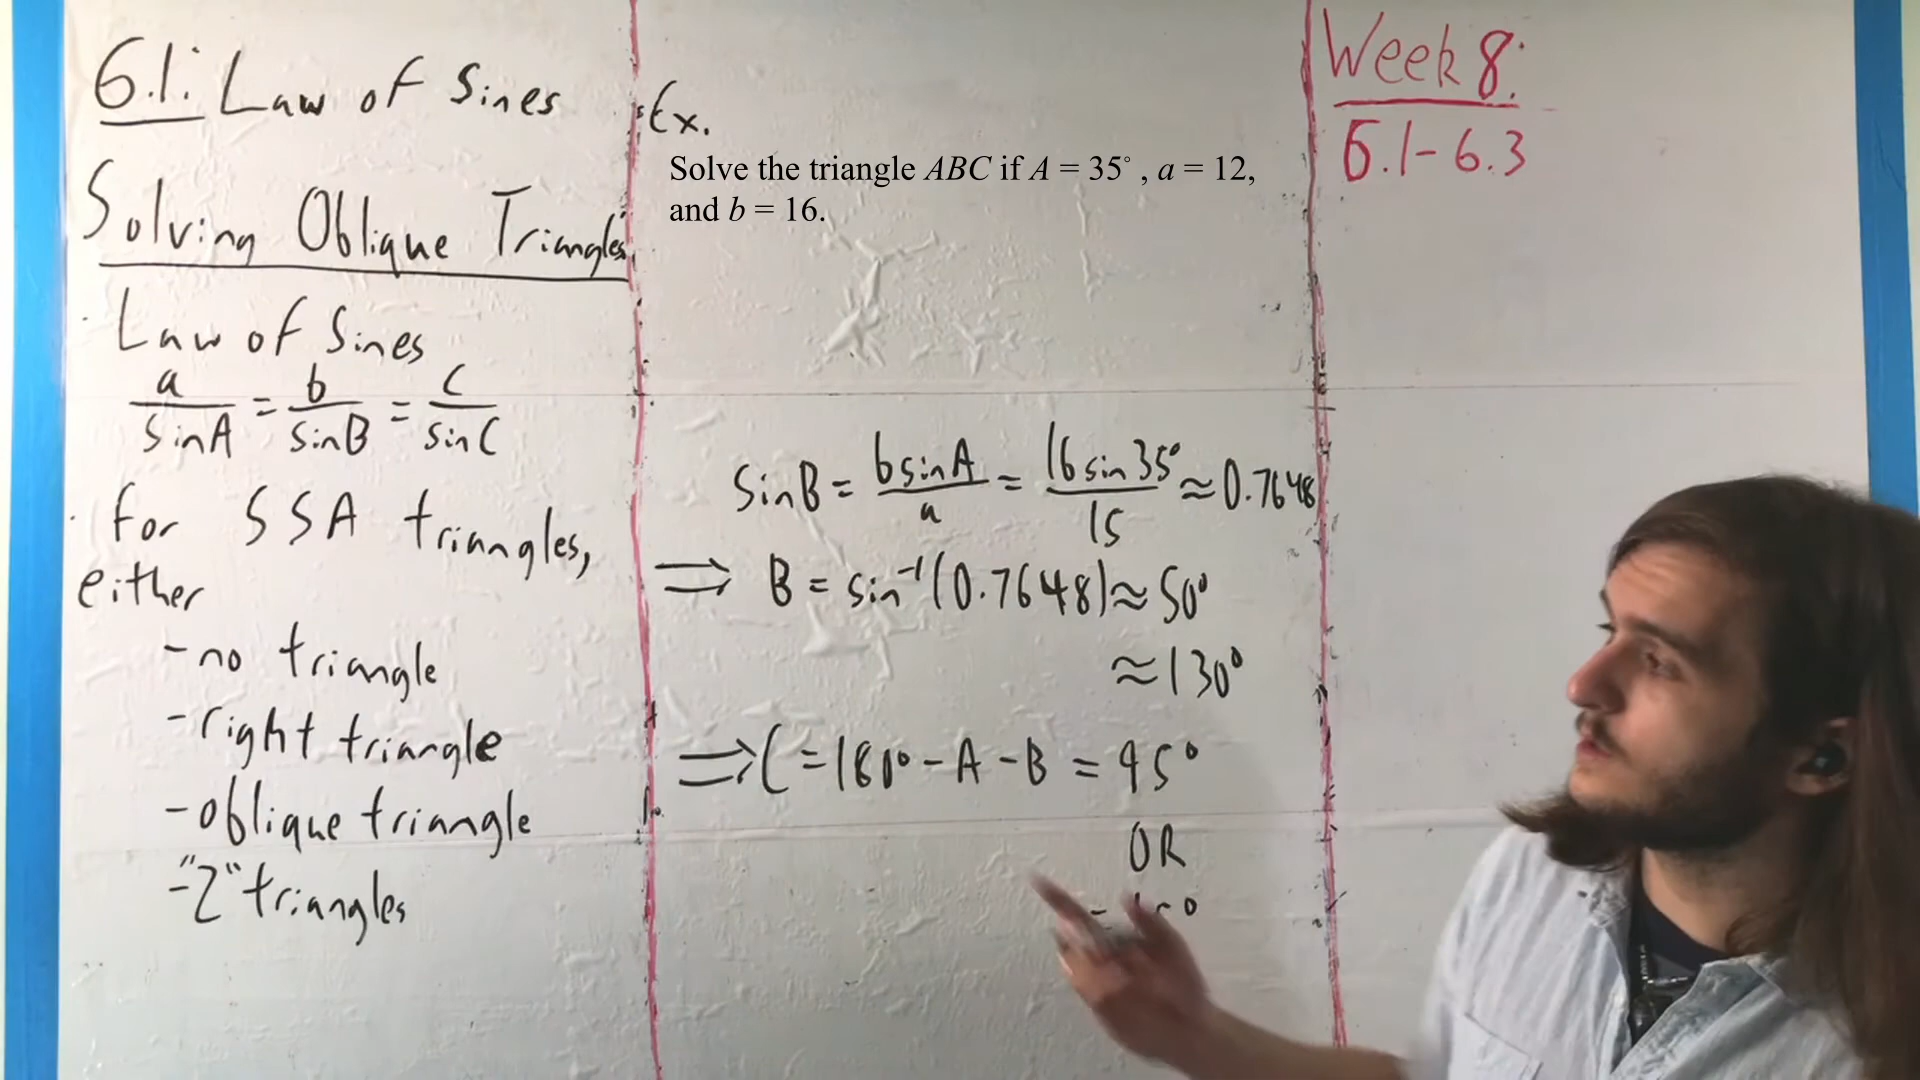 6.1: Law of Sines
Solving Oblique Triangles
· Law of Sines
a/sinA = b/sinB = c/sinC
· for SSA triangles,
either
- no triangle
- right triangle
- oblique triangle
- "2" triangles
· Ex.
Solve the triangle ABC if A = 35°, a = 12,
and b = 16.
sinB = bsinA/a = 16sin35°/15 ≈ 0.7648
⇒ B = sin⁻¹(0.7648) ≈ 50°
≈ 130°
⇒ C = 180° - A - B = 95°
OR
Week 8:
6.1-6.3